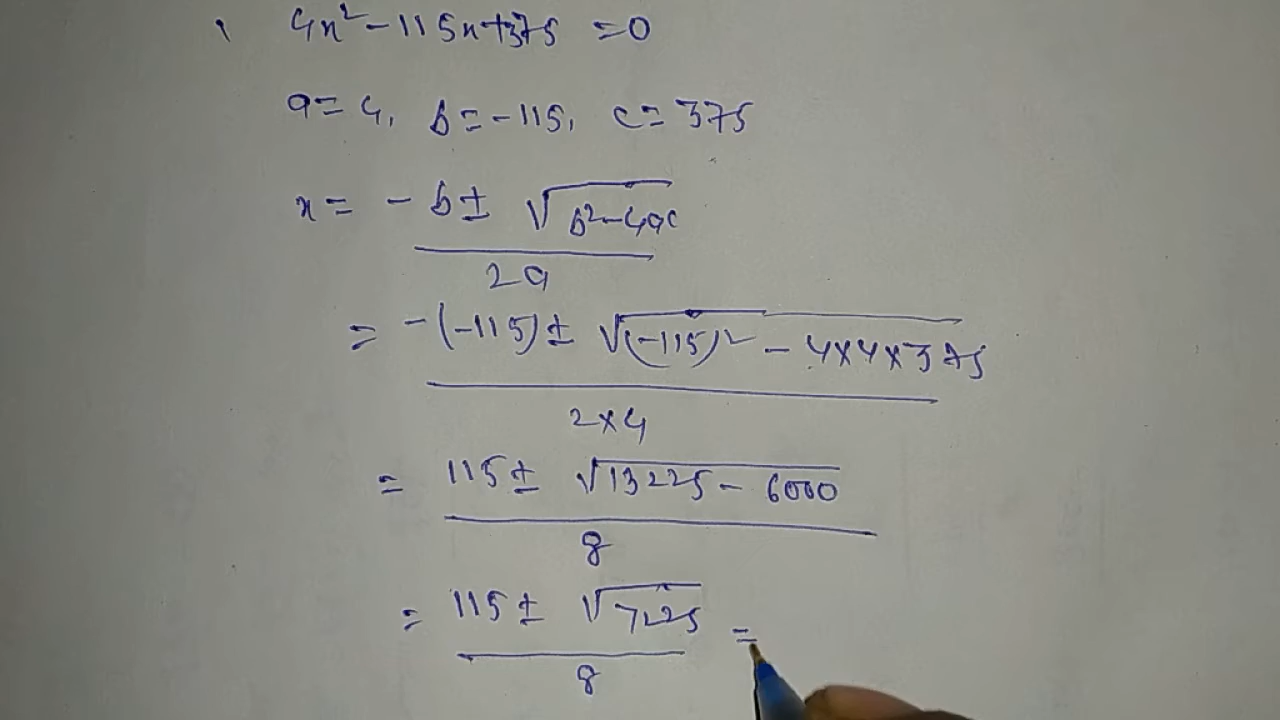 4x²-115x+375 =0
a=4, b=-115, c=375
x= -b± √b²-4ac
2a
= -(-115)± √(-115)²-4×4×375
2×4
= 115± √13225-6000
8
= 115± √7225 =
8